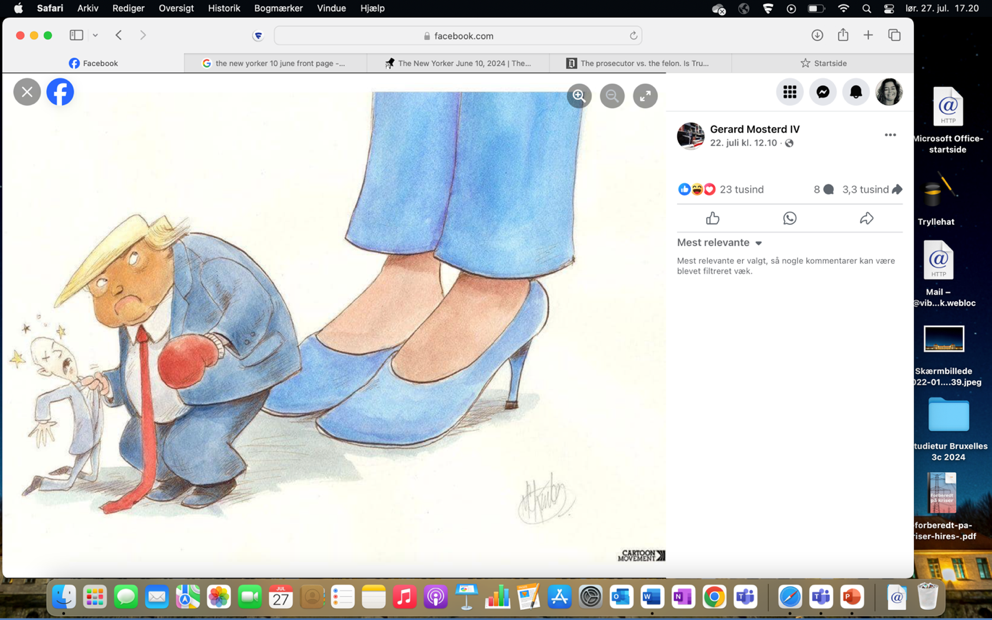 Safari Arkiv Rediger Oversigt Historik Bogmærker Vindue Hjælp
lør. 27. jul. 17.20
facebook.com
Facebook
the new yorker 10 june front page -...
The New Yorker June 10, 2024 | The...
The prosecutor vs. the felon. Is Tru...
Startside
Gerard Mosterd IV
22. juli kl. 12.10 ·
23 tusind
8
3,3 tusind
Mest relevante
Mest relevante er valgt, så nogle kommentarer kan være
blevet filtreret væk.
CARTOON
MOVEMENT
HTTP
Microsoft Office-
startside
Tryllehat
HTTP
Mail –
@vib...k.webloc
Skærmbillede
022-01....39.jpeg
tudietur Bruxelles
3c 2024
forberedt-pa-
riser-hires-.pdf
JUL
27